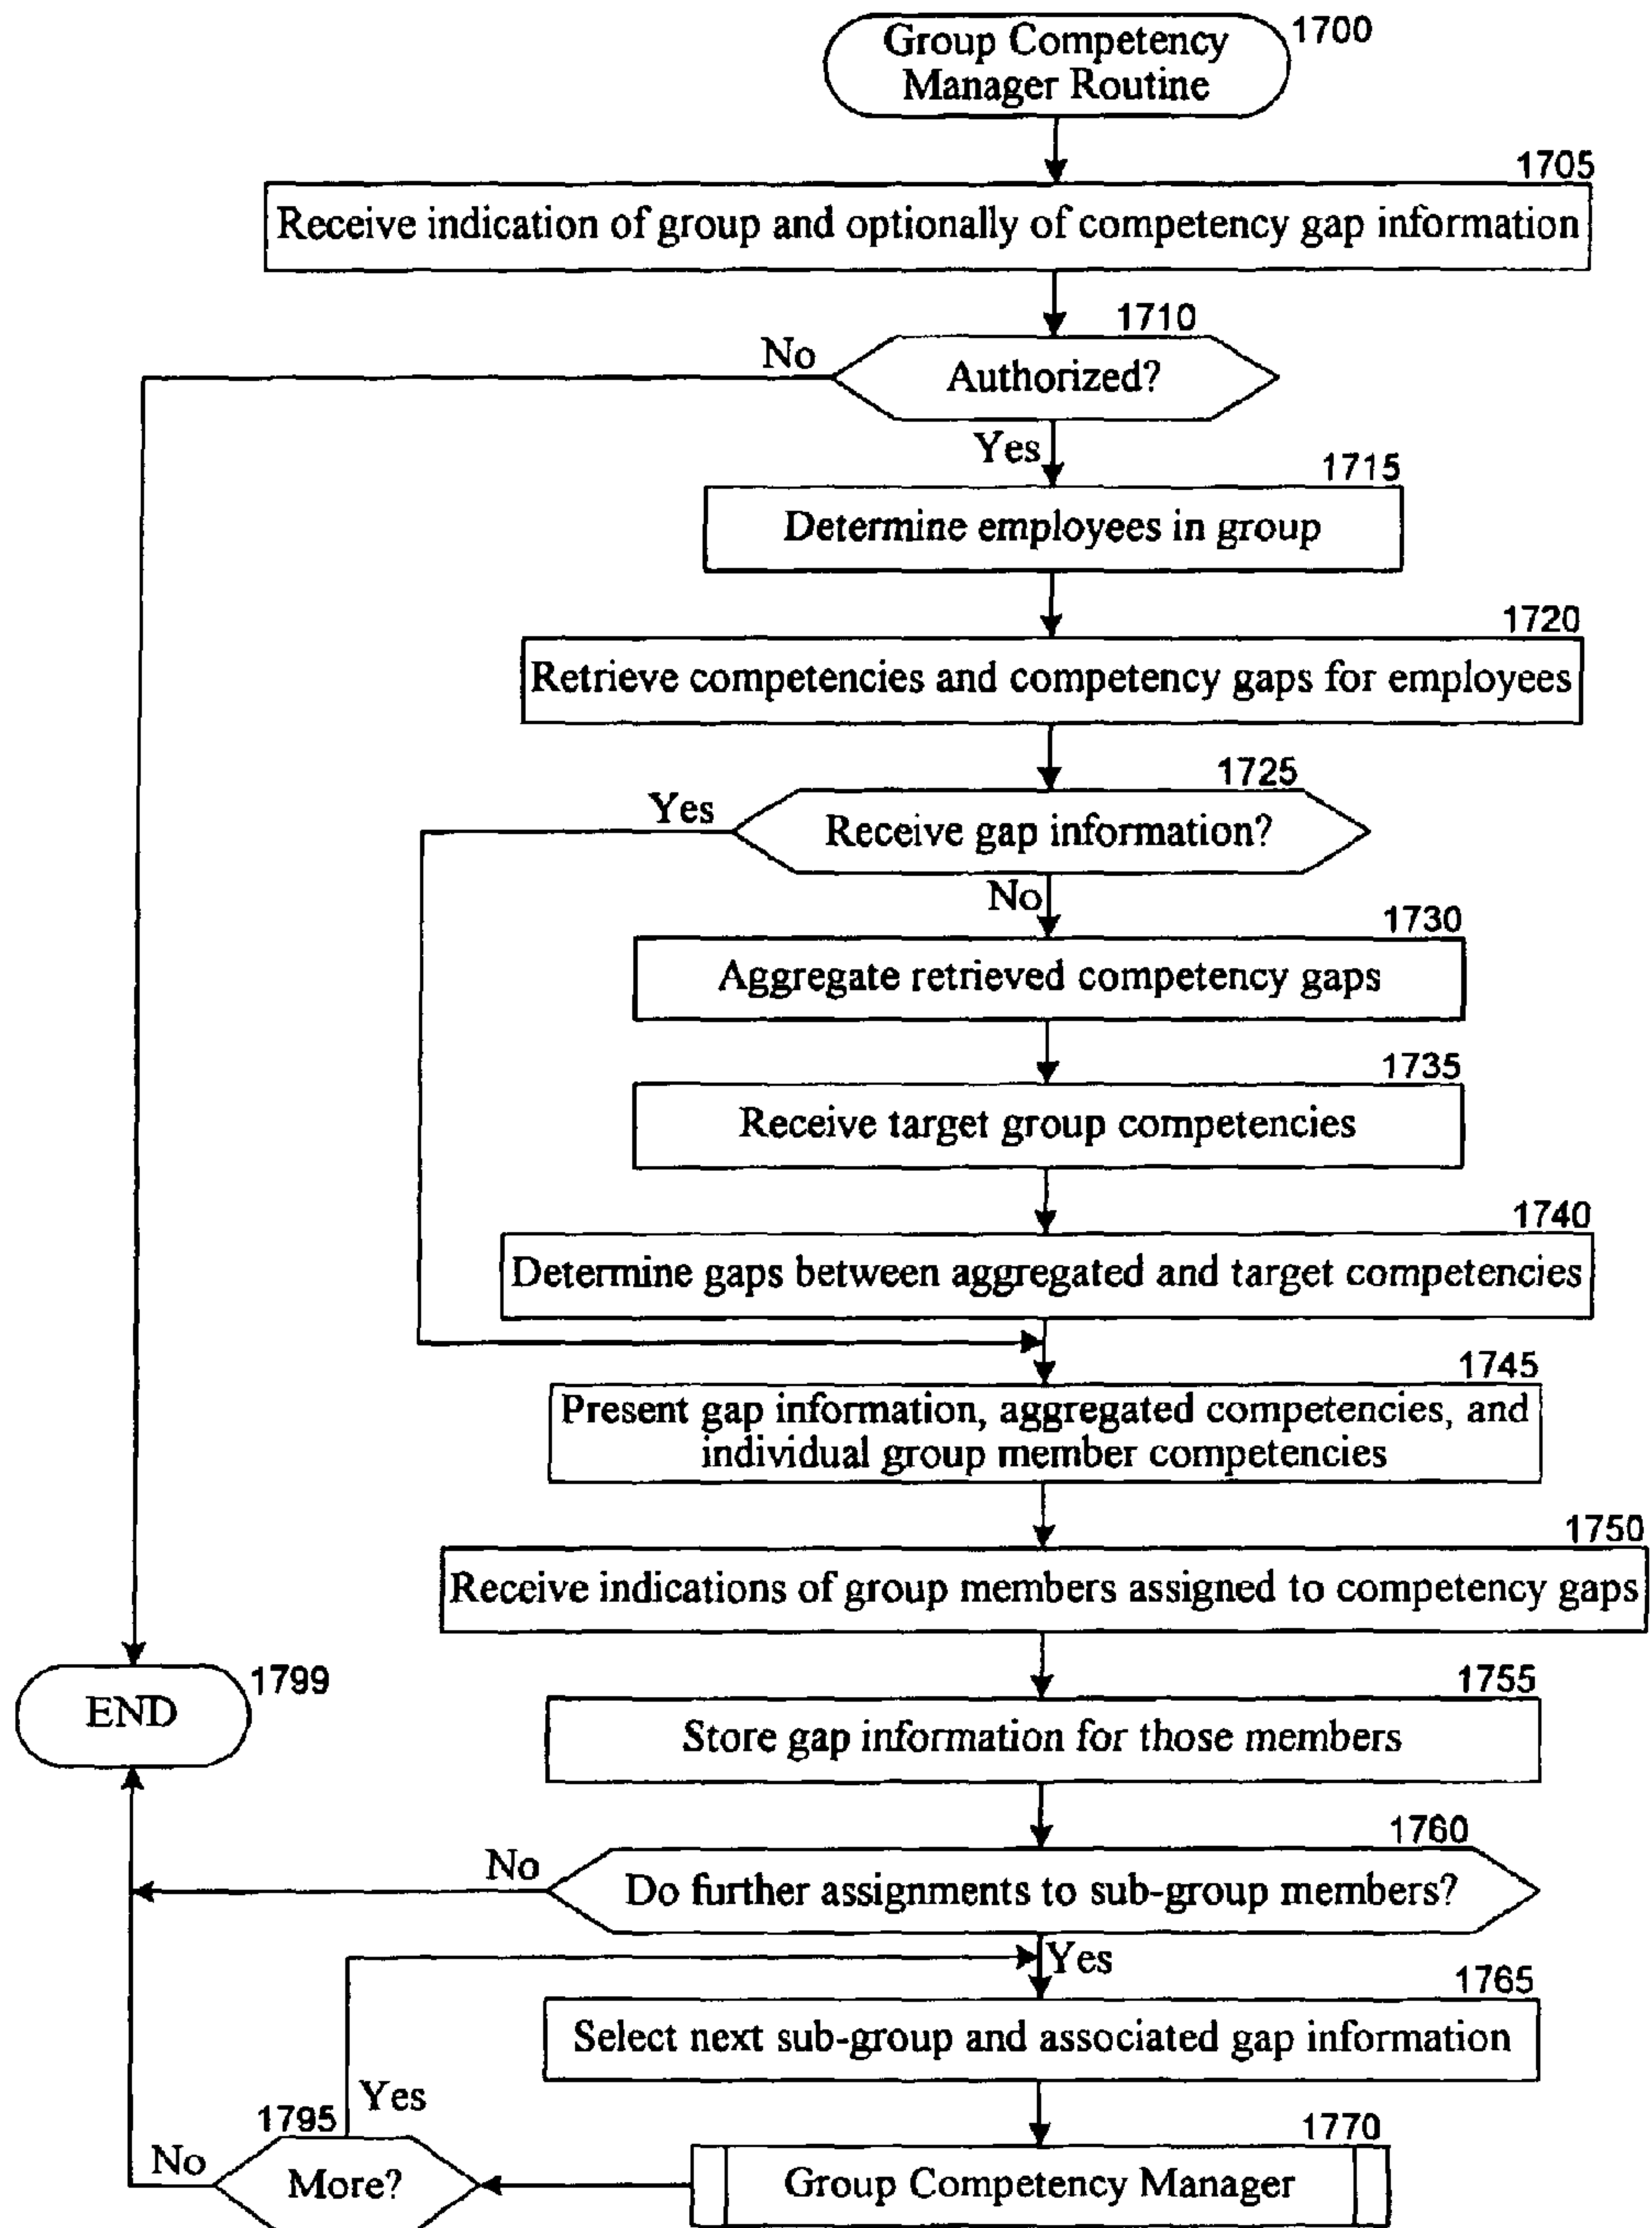 Group Competency
Manager Routine
1700
1705
Receive indication of group and optionally of competency gap information
1710
No
Authorized?
Yes
1715
Determine employees in group
1720
Retrieve competencies and competency gaps for employees
1725
Yes
Receive gap information?
No
1730
Aggregate retrieved competency gaps
1735
Receive target group competencies
1740
Determine gaps between aggregated and target competencies
1745
Present gap information, aggregated competencies, and
individual group member competencies
1750
Receive indications of group members assigned to competency gaps
1755
Store gap information for those members
END
1799
1760
No
Do further assignments to sub-group members?
Yes
1765
Select next sub-group and associated gap information
Yes
1795
1770
No
More?
Group Competency Manager